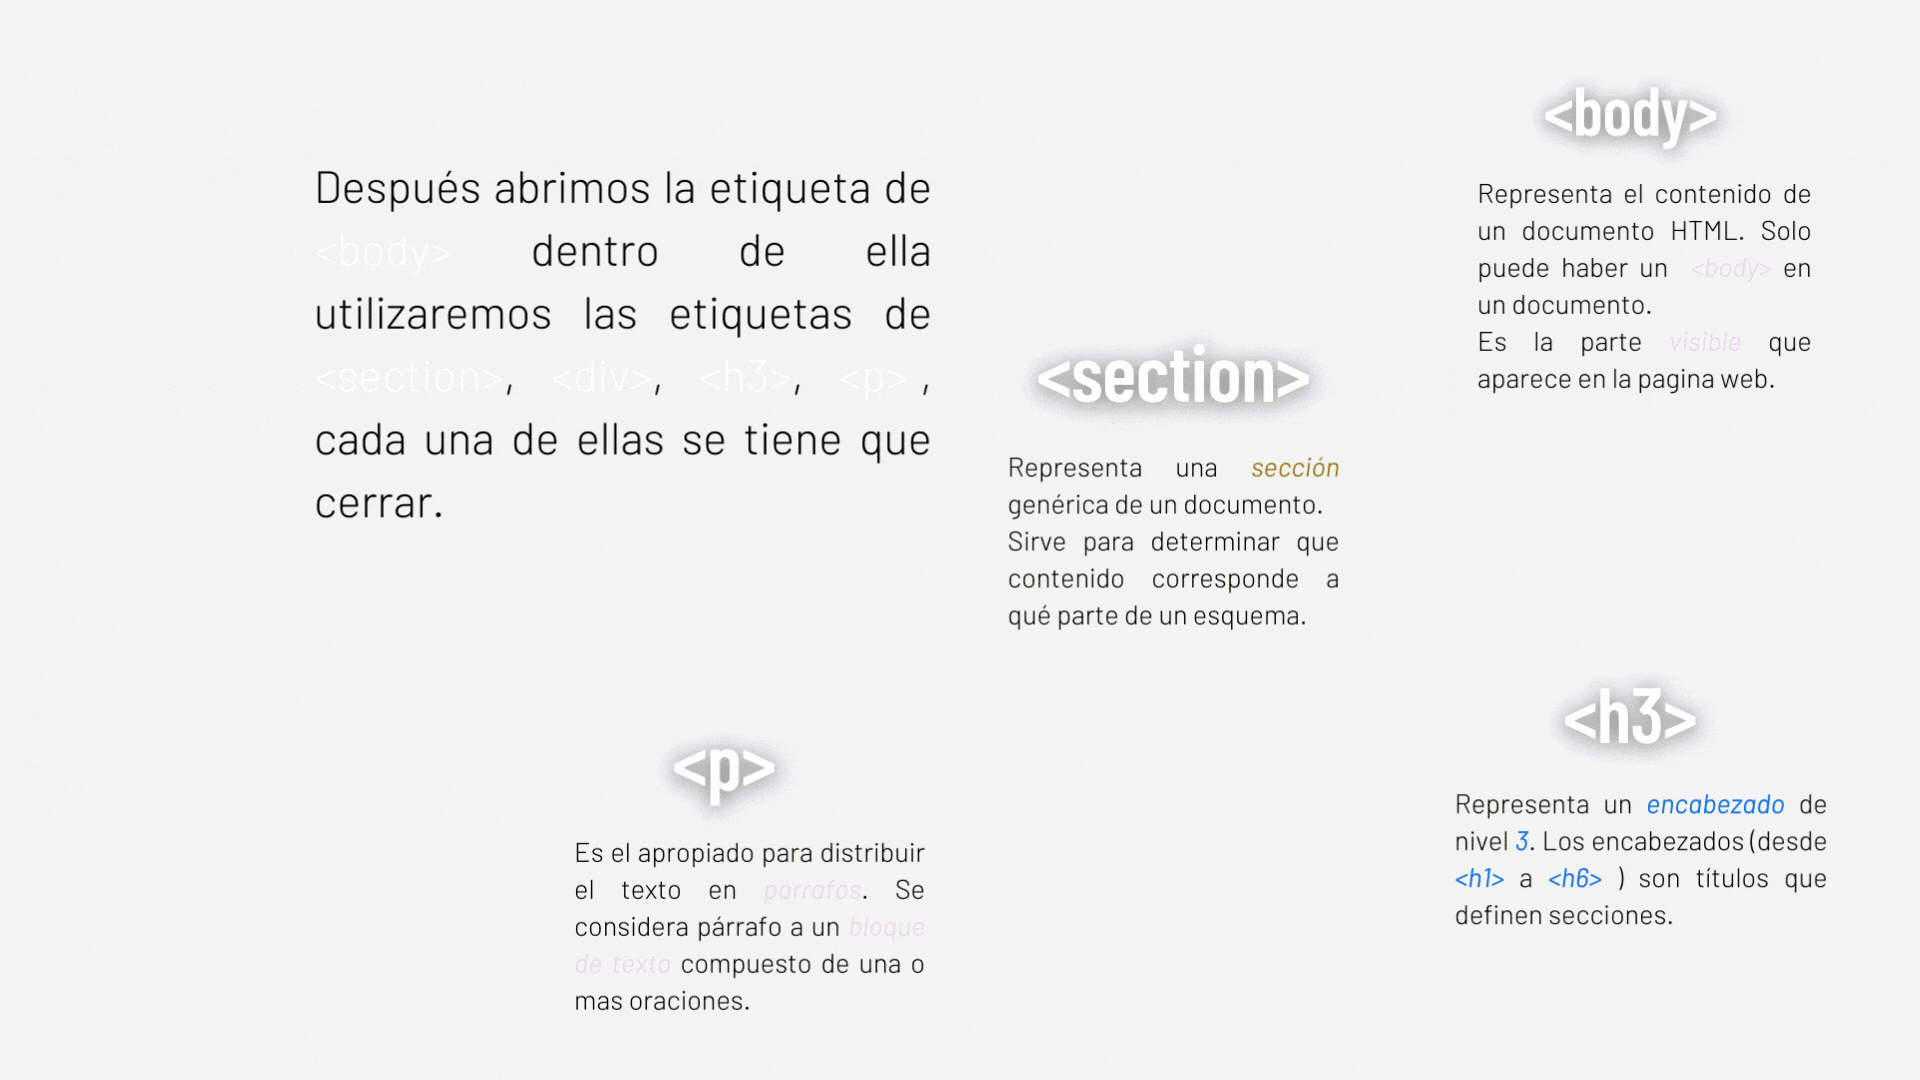 Después abrimos la etiqueta de
<body> dentro de ella
utilizaremos las etiquetas de
<section>, <div>, <h3>, <p> ,
cada una de ellas se tiene que
cerrar.
<body>
Representa el contenido de
un documento HTML. Solo
puede haber un <body> en
un documento.
Es la parte visible que
aparece en la pagina web.
<section>
Representa una sección
genérica de un documento.
Sirve para determinar que
contenido corresponde a
qué parte de un esquema.
<p>
Es el apropiado para distribuir
el texto en párrafos. Se
considera párrafo a un bloque
de texto compuesto de una o
mas oraciones.
<h3>
Representa un encabezado de
nivel 3. Los encabezados (desde
<h1> a <h6> ) son títulos que
definen secciones.